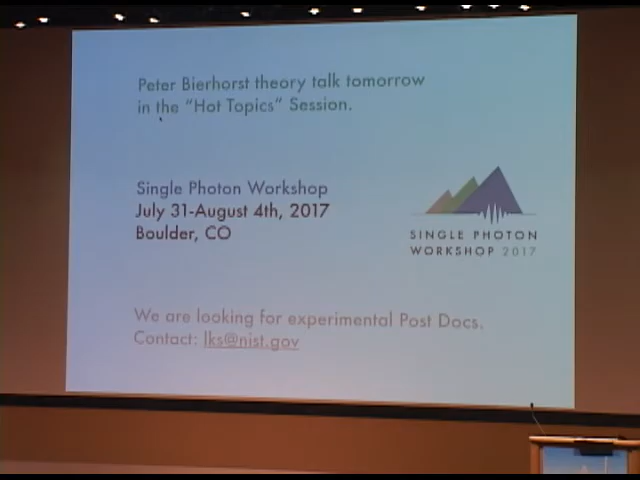 Peter Bierhorst theory talk tomorrow
in the “Hot Topics” Session.
Single Photon Workshop
July 31-August 4th, 2017
Boulder, CO
SINGLE PHOTON
WORKSHOP 2017
We are looking for experimental Post Docs.
Contact: lks@nist.gov